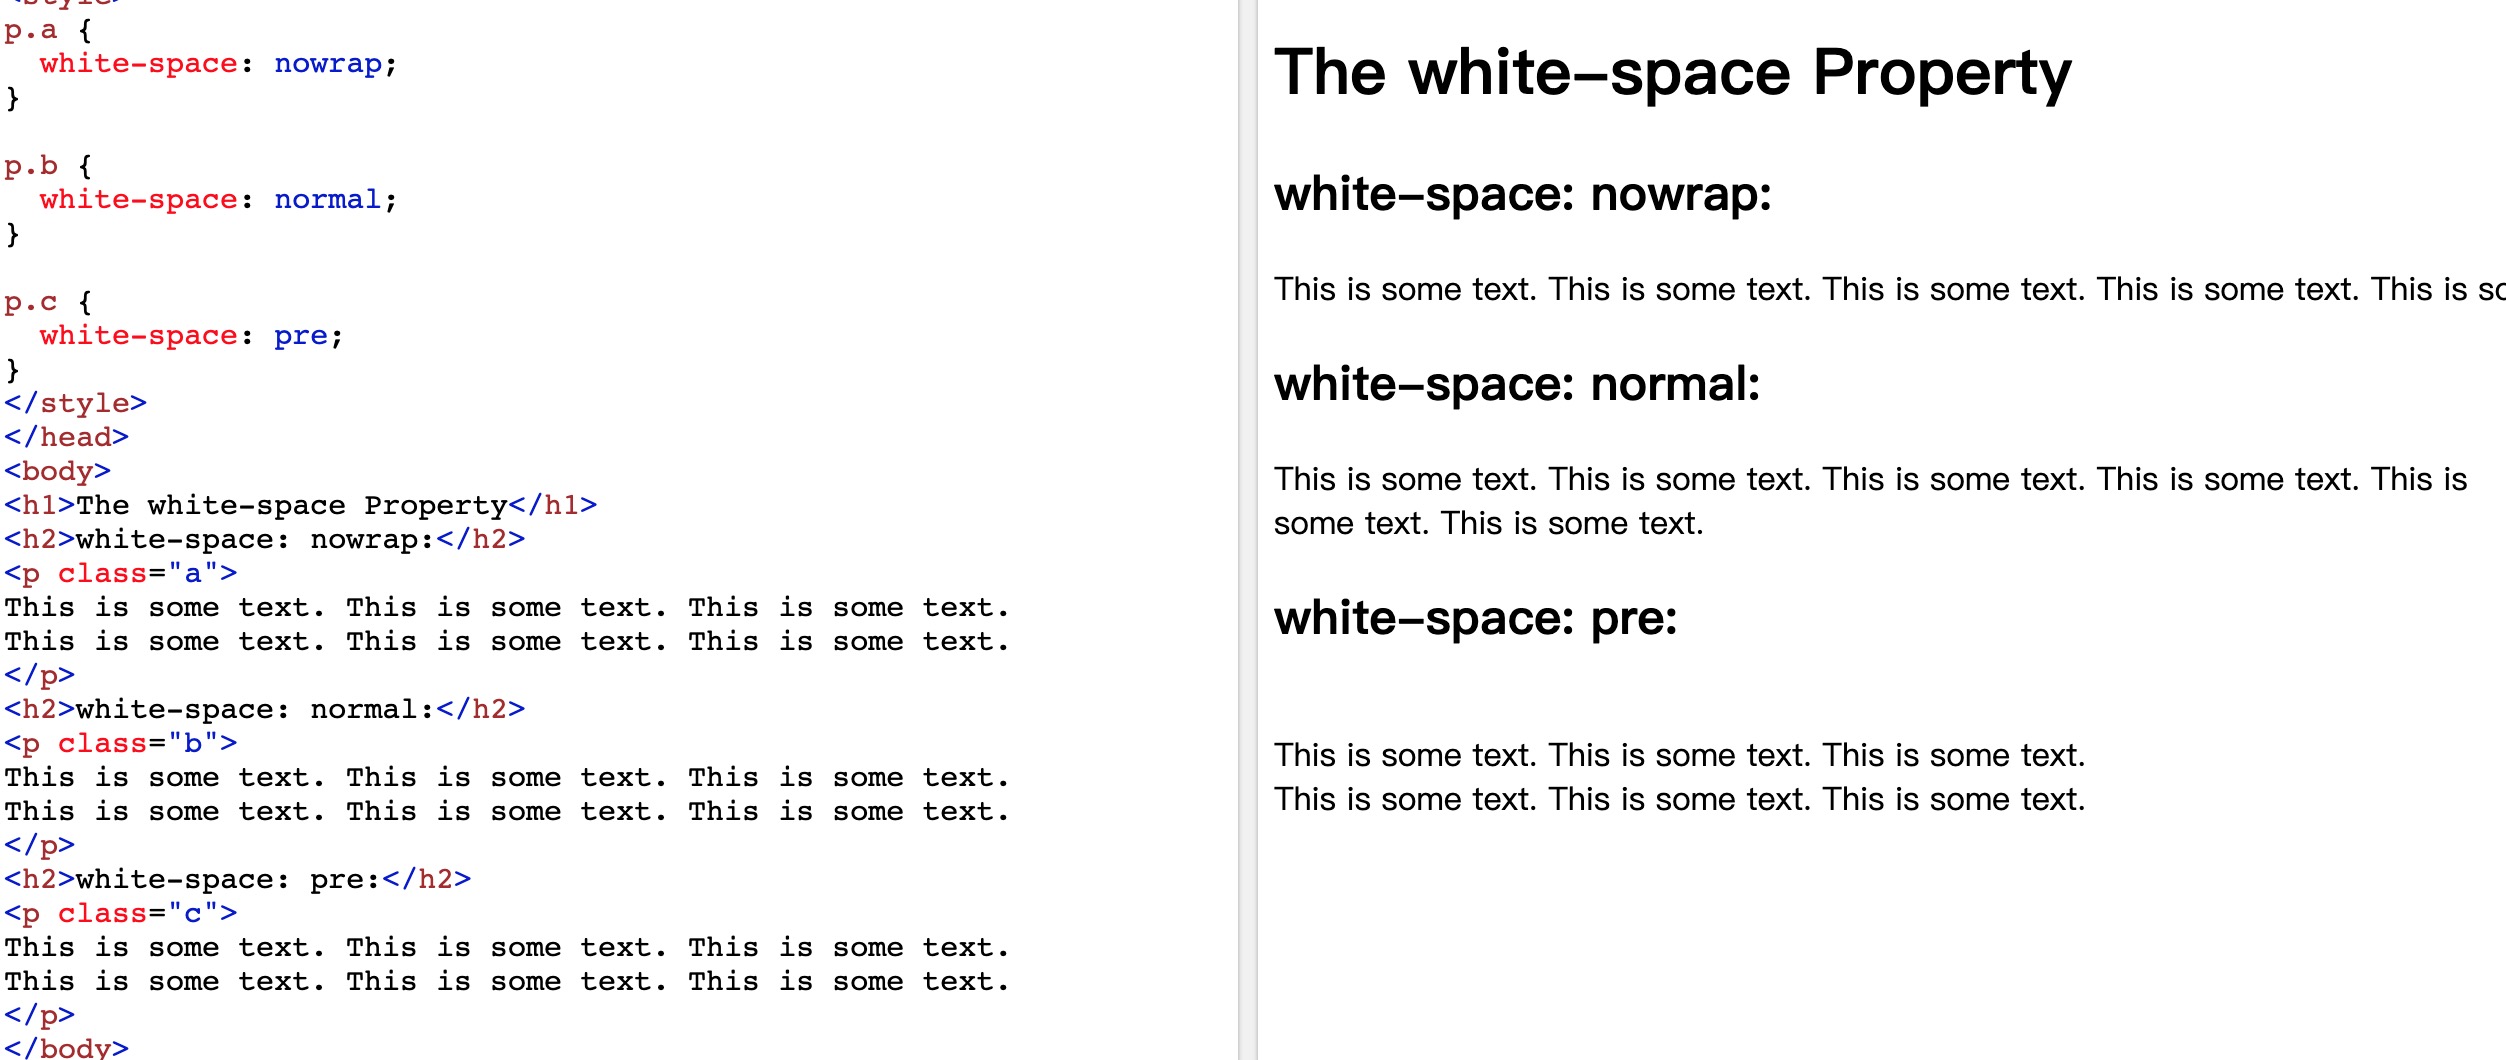 <style>
p.a {
  white-space: nowrap;
}

p.b {
  white-space: normal;
}

p.c {
  white-space: pre;
}
</style>
</head>
<body>
<h1>The white-space Property</h1>
<h2>white-space: nowrap:</h2>
<p class="a">
This is some text. This is some text. This is some text.
This is some text. This is some text. This is some text.
</p>
<h2>white-space: normal:</h2>
<p class="b">
This is some text. This is some text. This is some text.
This is some text. This is some text. This is some text.
</p>
<h2>white-space: pre:</h2>
<p class="c">
This is some text. This is some text. This is some text.
This is some text. This is some text. This is some text.
</p>
</body>
The white-space Property
white-space: nowrap:
This is some text. This is some text. This is some text. This is some text. This is so
white-space: normal:
This is some text. This is some text. This is some text. This is some text. This is
some text. This is some text.
white-space: pre:
This is some text. This is some text. This is some text.
This is some text. This is some text. This is some text.